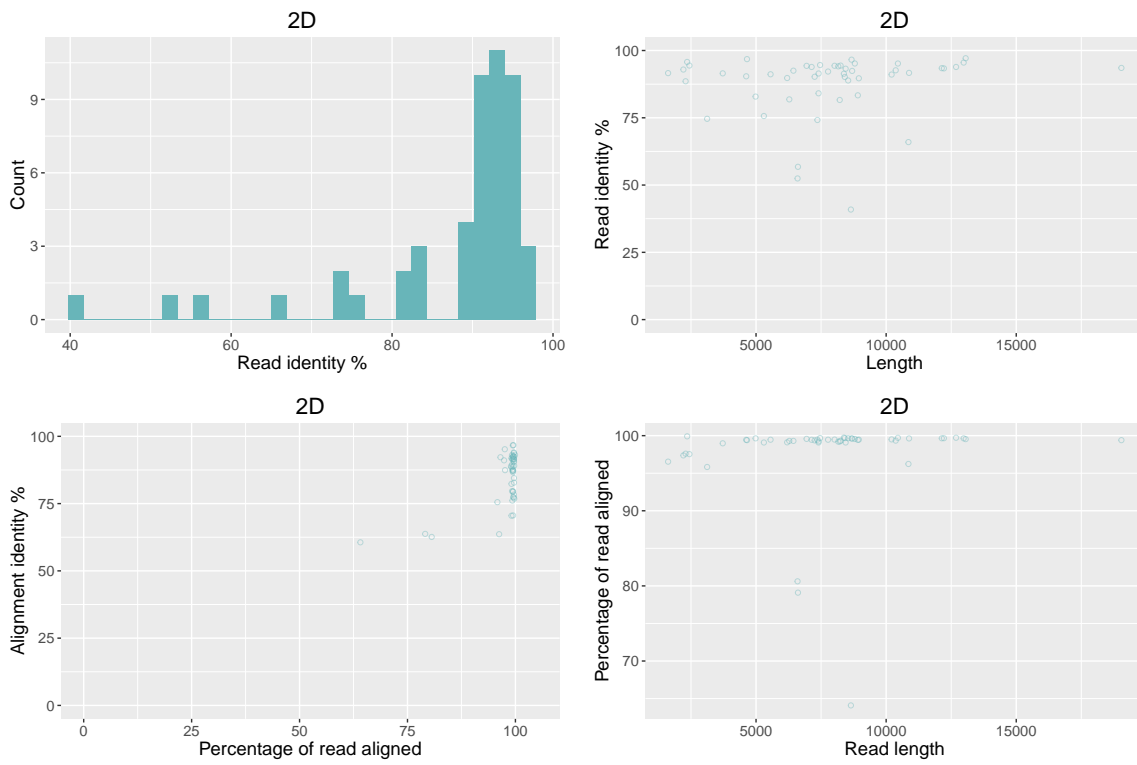 2D
9
6
3
0
Count
40 60 80 100
Read identity %
2D
100
75
50
25
0
Read identity %
5000 10000 15000
Length
2D
100
75
50
25
0
Alignment identity %
0 25 50 75 100
Percentage of read aligned
2D
100
90
80
70
Percentage of read aligned
5000 10000 15000
Read length